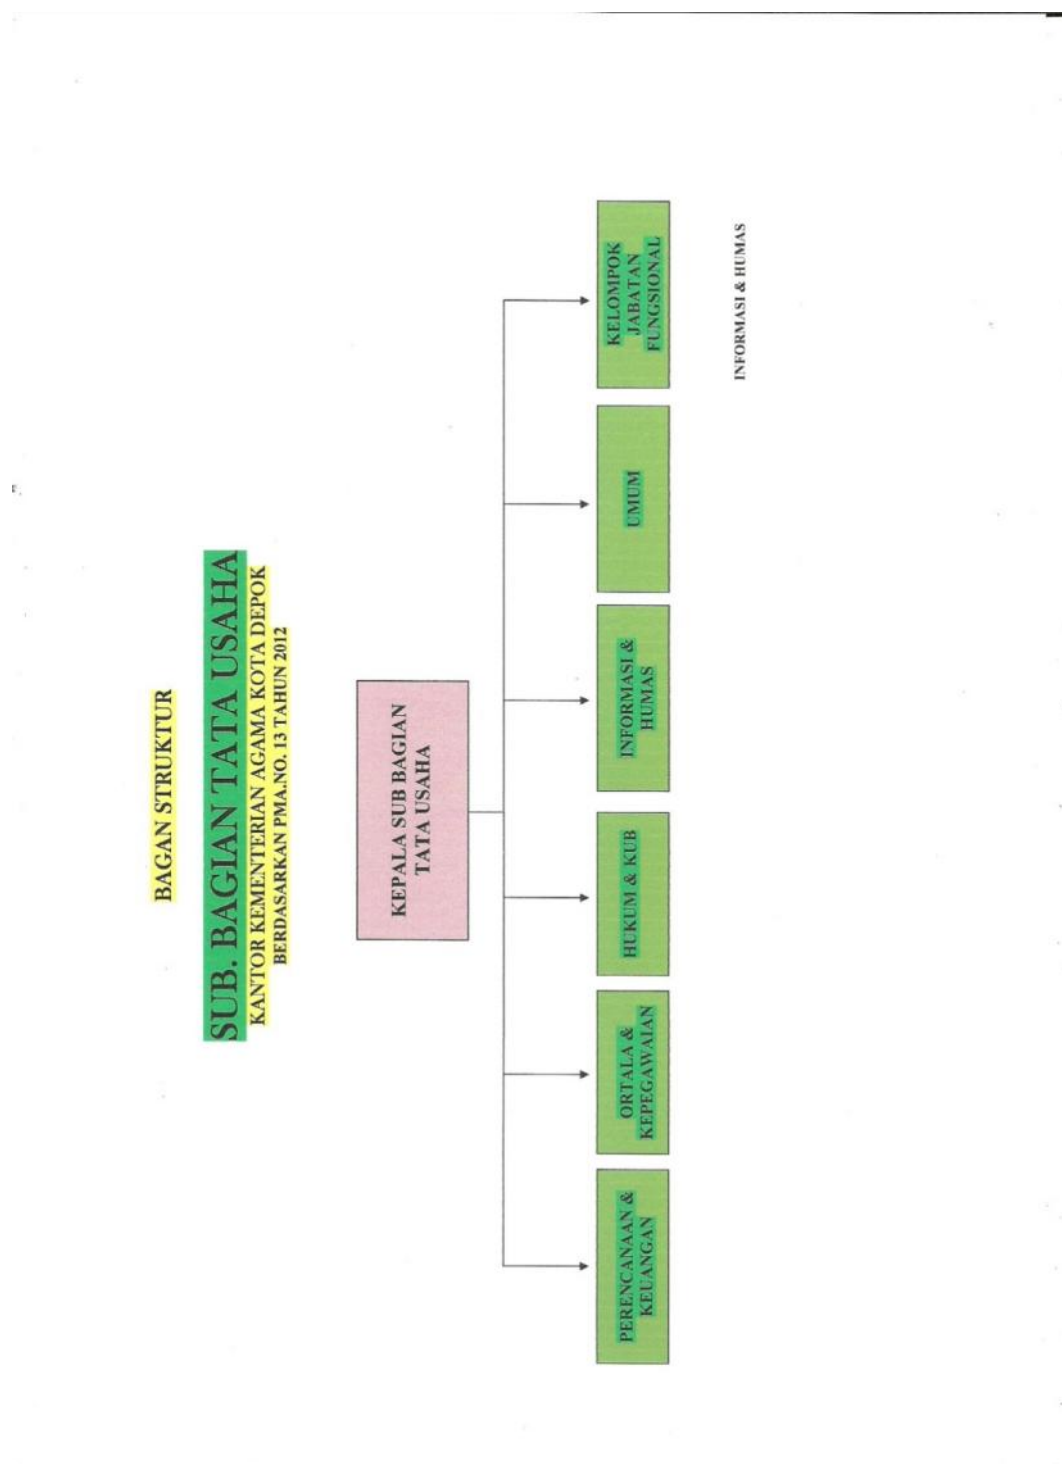 BAGAN STRUKTUR
SUB. BAGIAN TATA USAHA
KANTOR KEMENTERIAN AGAMA KOTA DEPOK
BERDASARKAN PMA.NO. 13 TAHUN 2012
KEPALA SUB BAGIAN
TATA USAHA
PERENCANAAN &
KEUANGAN
ORTALA &
KEPEGAWAIAN
HUKUM & KUB
INFORMASI &
HUMAS
UMUM
KELOMPOK
JABATAN
FUNGSIONAL
INFORMASI & HUMAS